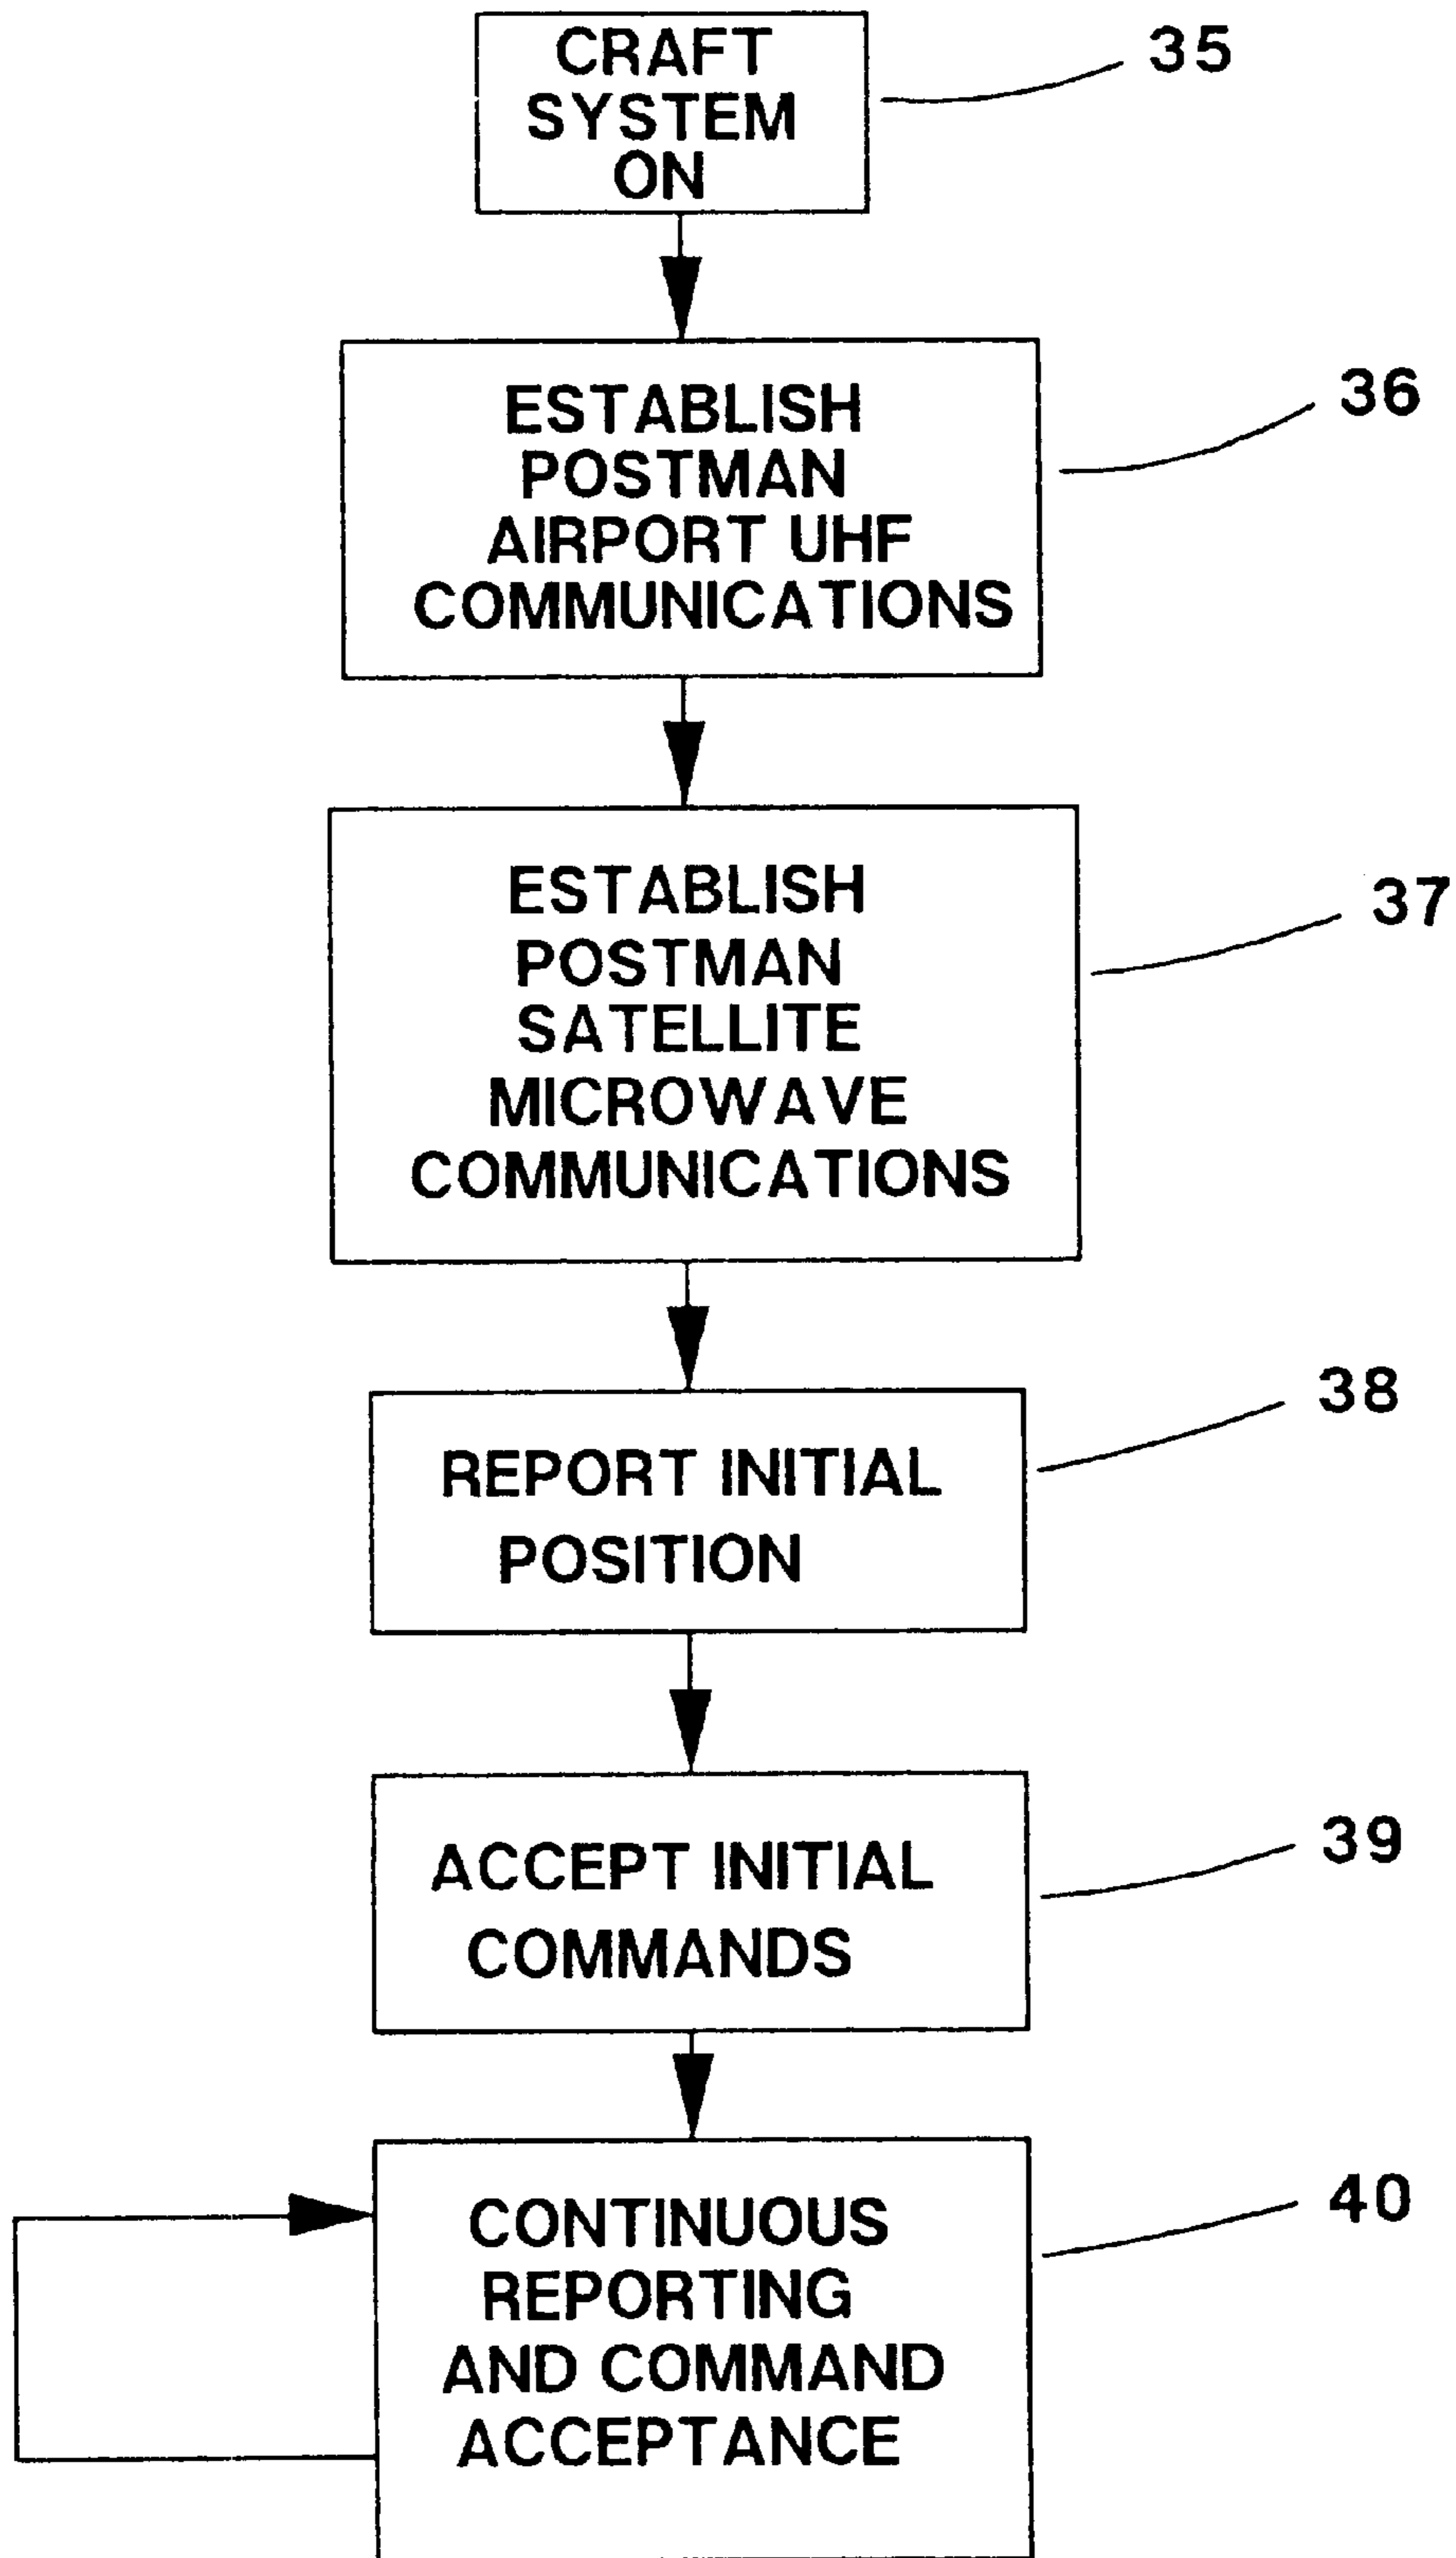 CRAFT
SYSTEM
ON
35
ESTABLISH
POSTMAN
AIRPORT UHF
COMMUNICATIONS
36
ESTABLISH
POSTMAN
SATELLITE
MICROWAVE
COMMUNICATIONS
37
REPORT INITIAL
POSITION
38
ACCEPT INITIAL
COMMANDS
39
CONTINUOUS
REPORTING
AND COMMAND
ACCEPTANCE
40